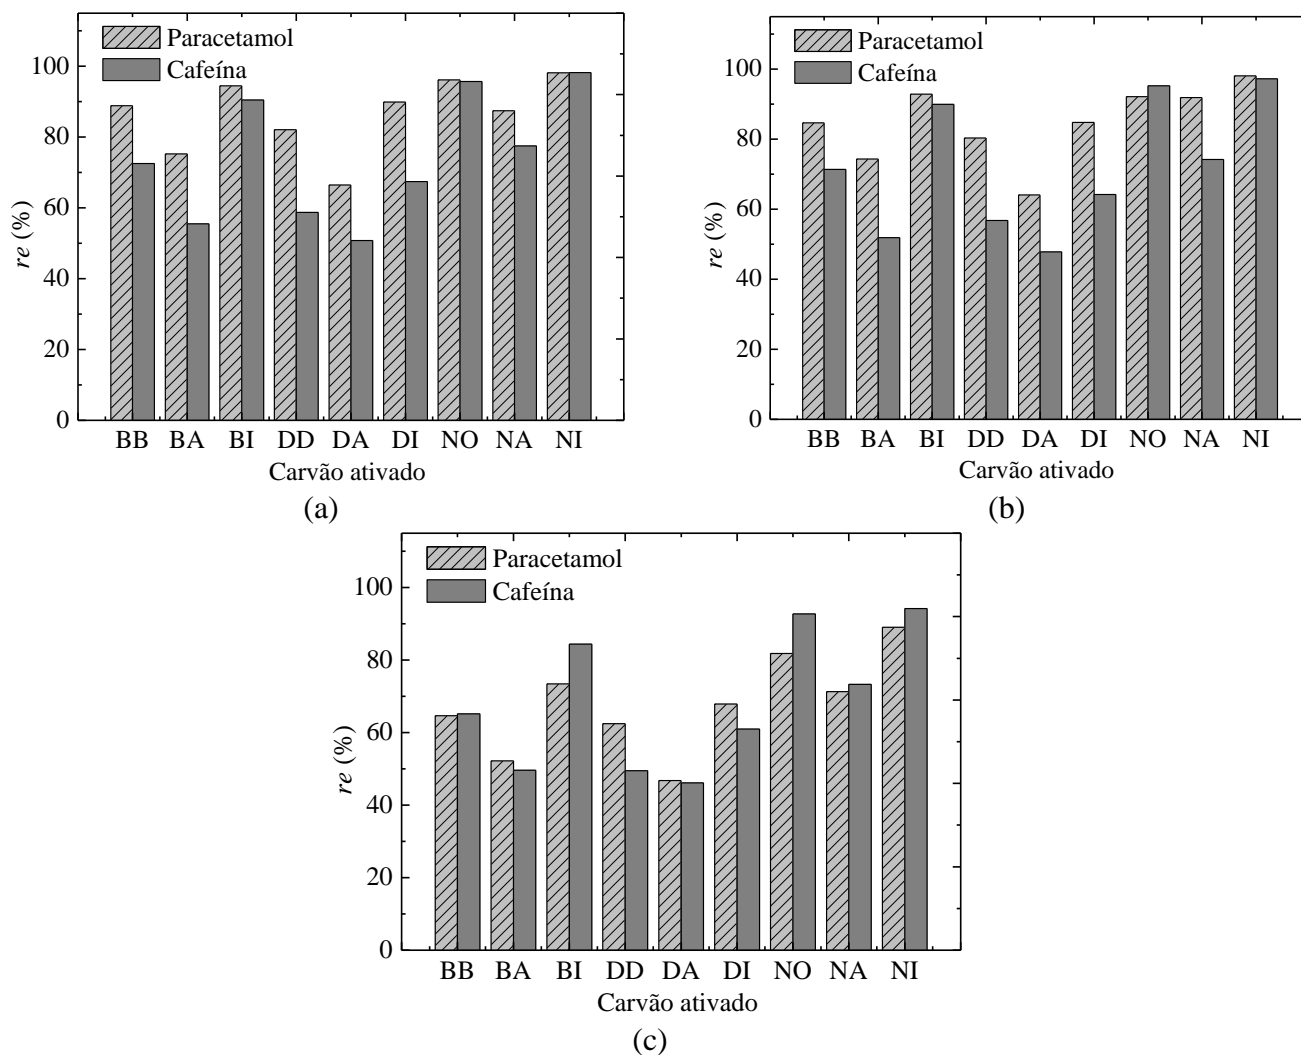 Paracetamol
Cafeína
100
80
60
40
20
0
re (%)
BB BA BI DD DA DI NO NA NI
Carvão ativado
(a)
Paracetamol
Cafeína
100
80
60
40
20
0
re (%)
BB BA BI DD DA DI NO NA NI
Carvão ativado
(b)
Paracetamol
Cafeína
100
80
60
40
20
0
re (%)
BB BA BI DD DA DI NO NA NI
Carvão ativado
(c)